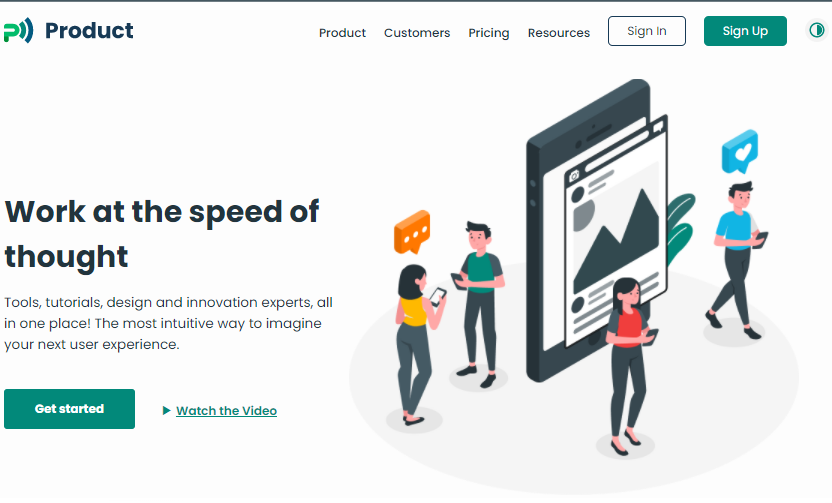 Product
Product Customers Pricing Resources Sign In Sign Up
Work at the speed of
thought
Tools, tutorials, design and innovation experts, all
in one place! The most intuitive way to imagine
your next user experience.
Get started
Watch the Video